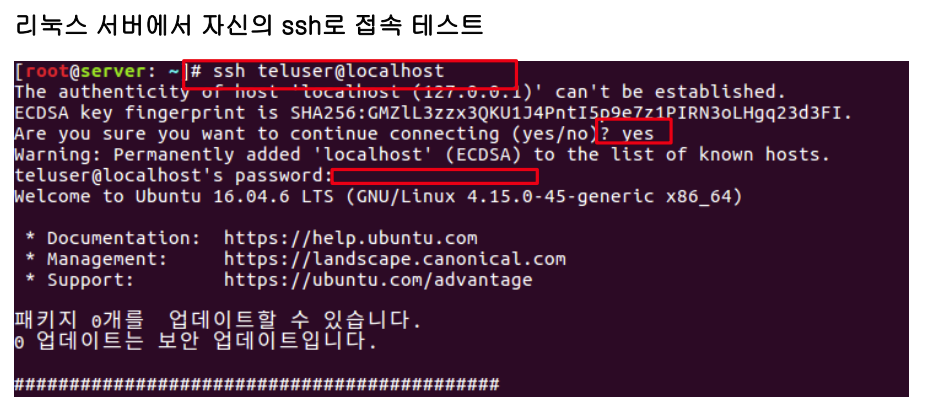 리눅스 서버에서 자신의 ssh로 접속 테스트
[root@server: ~]# ssh teluser@localhost
The authenticity of host 'localhost (127.0.0.1)' can't be established.
ECDSA key fingerprint is SHA256:GMZlL3zzx3QKU1J4PntI5p9e7z1PIRN3oLHgq23d3FI.
Are you sure you want to continue connecting (yes/no)? yes
Warning: Permanently added 'localhost' (ECDSA) to the list of known hosts.
teluser@localhost's password:
Welcome to Ubuntu 16.04.6 LTS (GNU/Linux 4.15.0-45-generic x86_64)
* Documentation: https://help.ubuntu.com
* Management: https://landscape.canonical.com
* Support: https://ubuntu.com/advantage
패키지 0개를 업데이트할 수 있습니다.
0 업데이트는 보안 업데이트입니다.
############################################